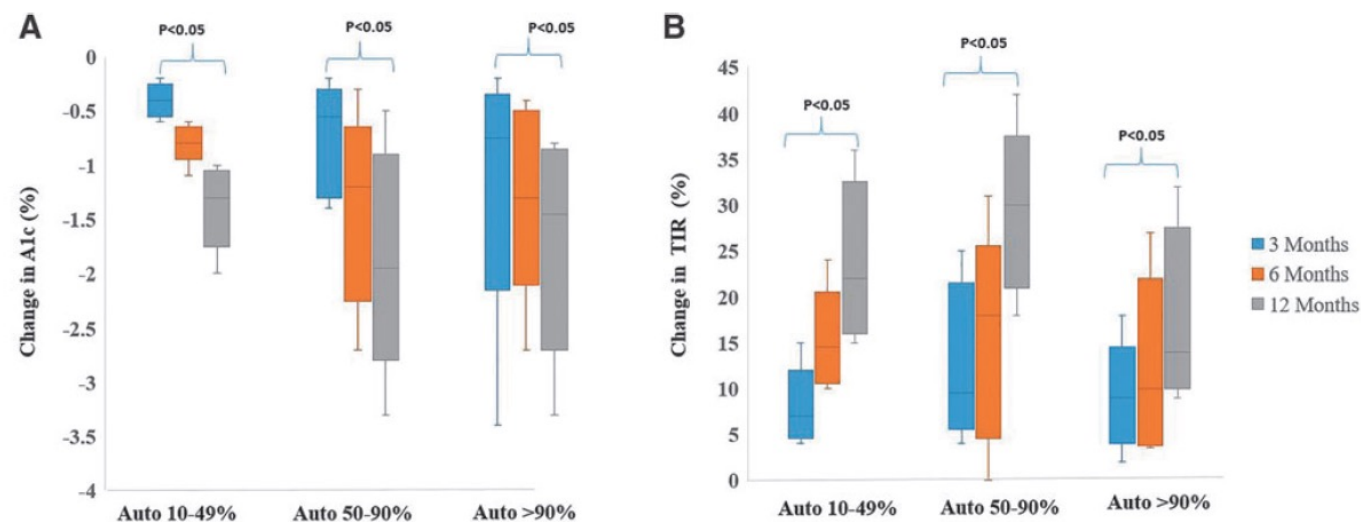 A
P<0.05
P<0.05
P<0.05
0
-0.5
-1
-1.5
-2
-2.5
-3
-3.5
-4
Change in A1c (%)
Auto 10-49%
Auto 50-90%
Auto >90%
B
P<0.05
P<0.05
P<0.05
45
40
35
30
25
20
15
10
5
0
Change in TIR (%)
Auto 10-49%
Auto 50-90%
Auto >90%
3 Months
6 Months
12 Months